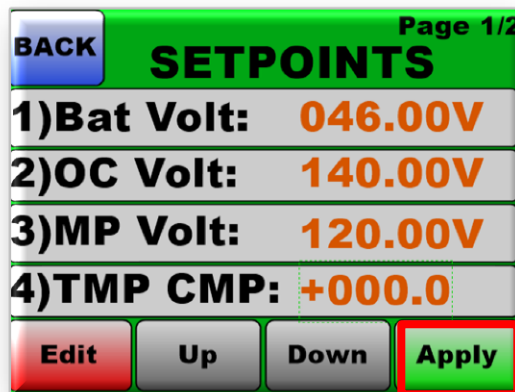 Page 1/2
BACK
SETPOINTS
1)Bat Volt: 046.00V
2)OC Volt: 140.00V
3)MP Volt: 120.00V
4)TMP CMP: +000.0
Edit Up Down Apply